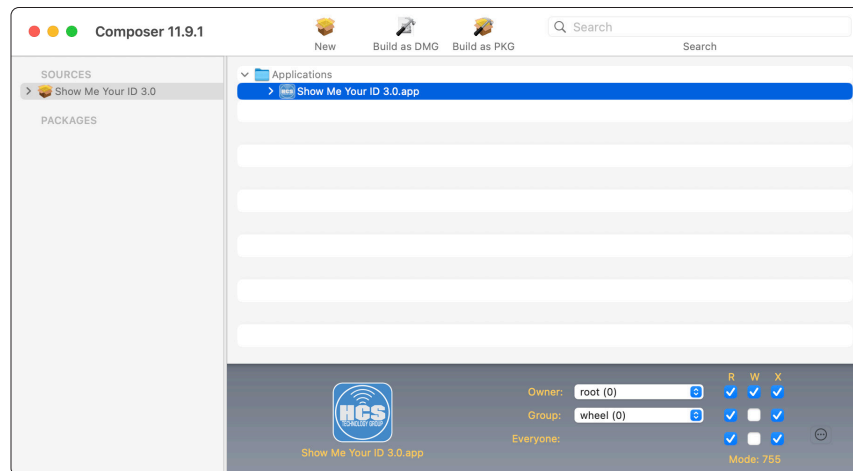 Composer 11.9.1
New
Build as DMG
Build as PKG
Search
Search
SOURCES
Show Me Your ID 3.0
PACKAGES
Applications
HCS Show Me Your ID 3.0.app
HCS
TECHNOLOGY GROUP
Show Me Your ID 3.0.app
R W X
Owner: root (0)
Group: wheel (0)
Everyone:
Mode: 755